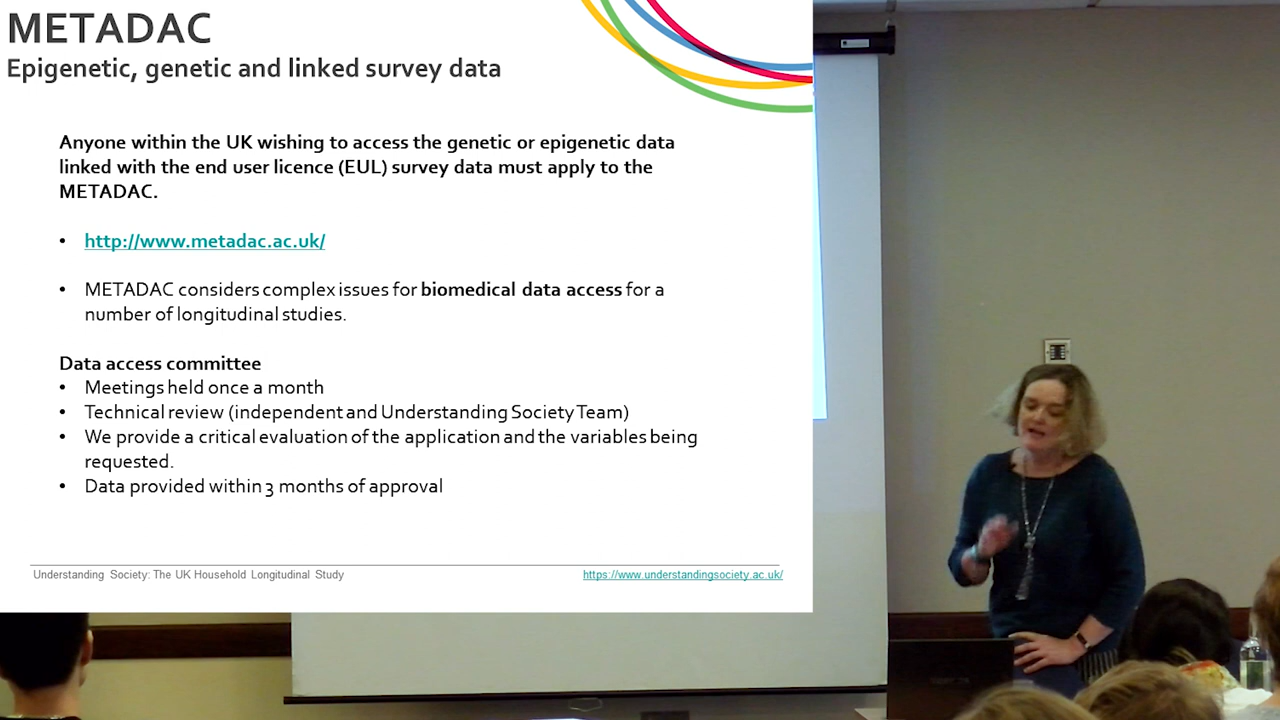 METADAC
Epigenetic, genetic and linked survey data
Anyone within the UK wishing to access the genetic or epigenetic data
linked with the end user licence (EUL) survey data must apply to the
METADAC.
• http://www.metadac.ac.uk/
• METADAC considers complex issues for biomedical data access for a
number of longitudinal studies.
Data access committee
• Meetings held once a month
• Technical review (independent and Understanding Society Team)
• We provide a critical evaluation of the application and the variables being
requested.
• Data provided within 3 months of approval
Understanding Society: The UK Household Longitudinal Study
https://www.understandingsociety.ac.uk/